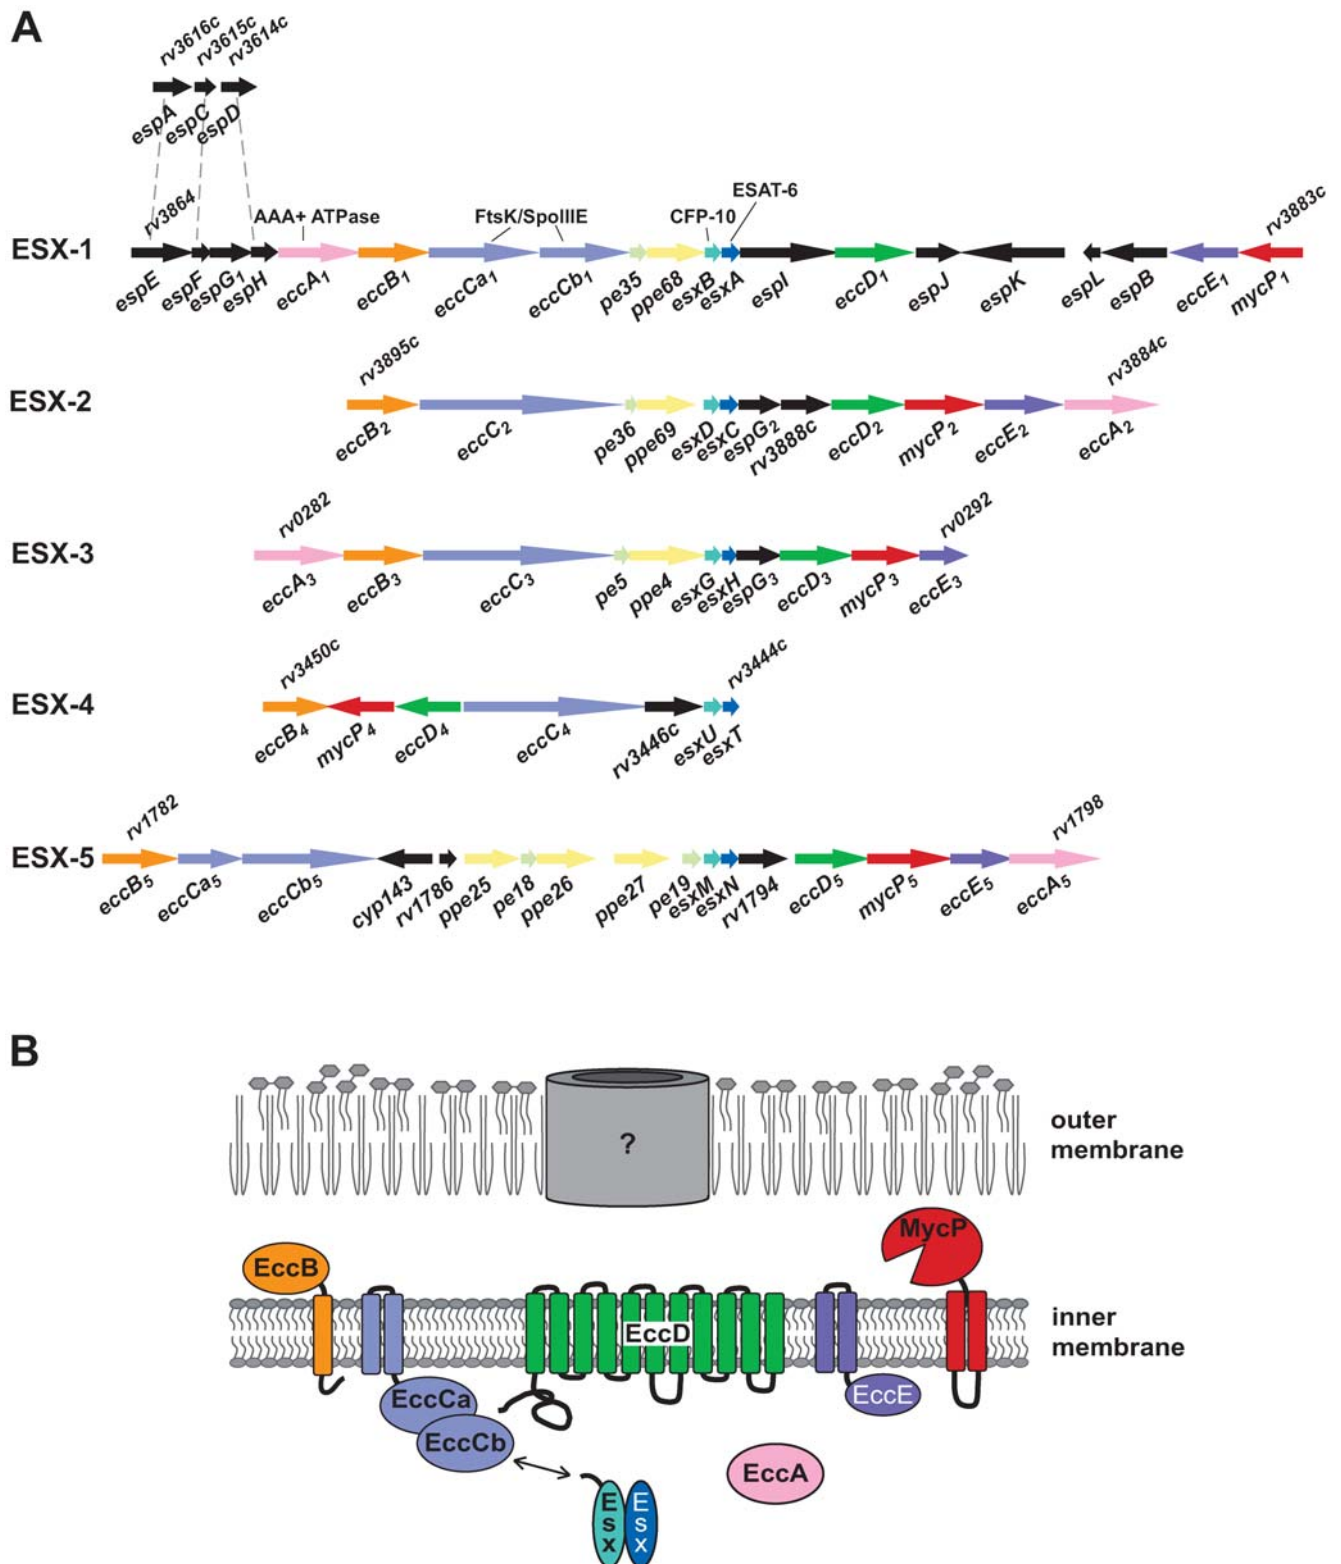 A
rv3616c rv3615c rv3614c
espA espC espD
rv3864 AAA+ ATPase FtsK/SpoIIIE CFP-10 ESAT-6 rv3883c
ESX-1
espE espF espG1 espH eccA1 eccB1 eccCa1 eccCb1 pe35 ppe68 esxB esxA espI eccD1 espJ espK espL espB eccE1 mycP1
rv3895c rv3884c
ESX-2
eccB2 eccC2 pe36 ppe69 esxD esxC espG2 rv3888c eccD2 mycP2 eccE2 eccA2
rv0282 rv0292
ESX-3
eccA3 eccB3 eccC3 pe5 ppe4 esxG esxH espG3 eccD3 mycP3 eccE3
rv3450c rv3444c
ESX-4
eccB4 mycP4 eccD4 eccC4 rv3446c esxU esxT
rv1782 rv1798
ESX-5
eccB5 eccCa5 eccCb5 cyp143 rv1786 ppe25 pe18 ppe26 ppe27 pe19 esxM esxN rv1794 eccD5 mycP5 eccE5 eccA5
B
?
outer
membrane
MycP
EccB
EccD
inner
membrane
EccCa
EccE
EccCb
EccA
Esx Esx